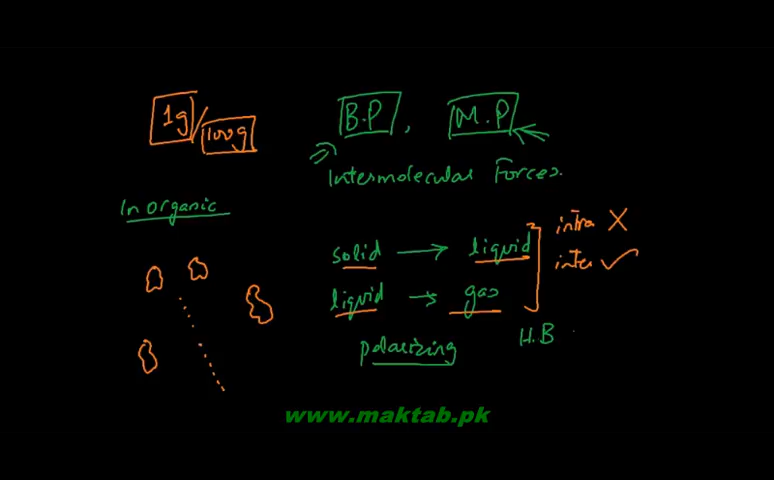 1g/100g
B.P, M.P
Intermolecular Forces.
Inorganic
solid → liquid
intra X
inter ✓
liquid → gas
H.B
polarizing
www.maktab.pk